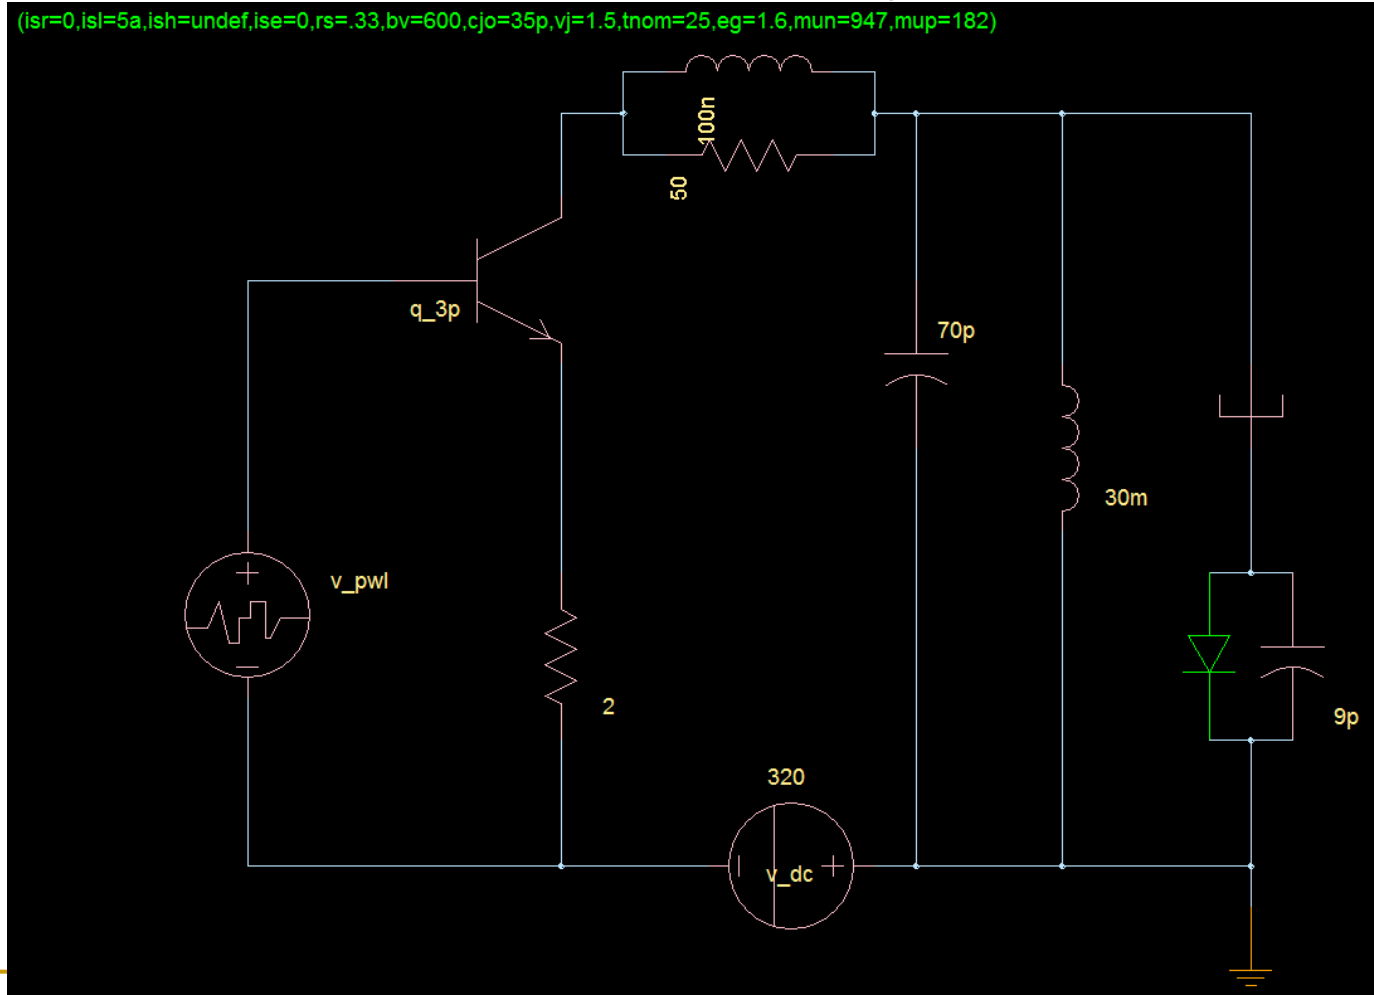 (isr=0,isl=5a,ish=undef,ise=0,rs=.33,bv=600,cjo=35p,vj=1.5,tnom=25,eg=1.6,mun=947,mup=182)
100n
50
q_3p
70p
30m
v_pwl
2
9p
320
v_dc